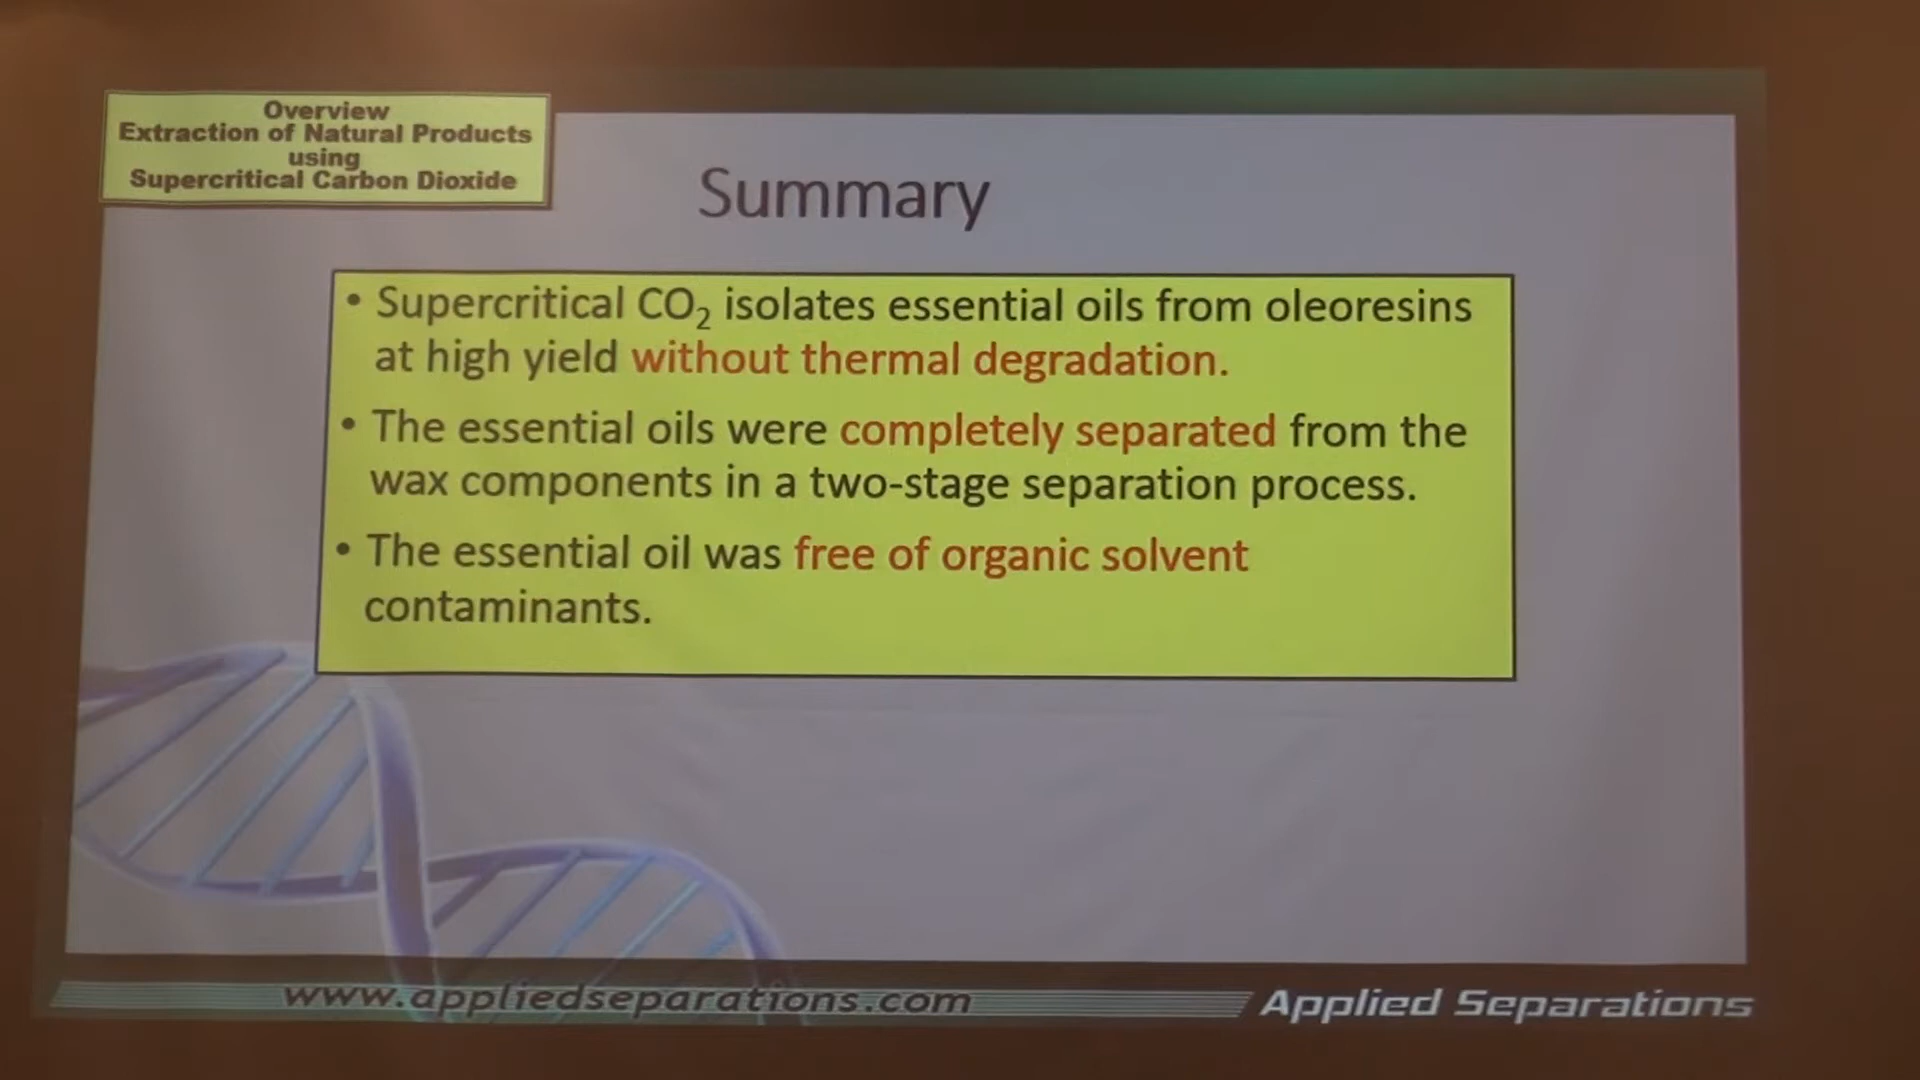 Overview
Extraction of Natural Products
using
Supercritical Carbon Dioxide
Summary
• Supercritical CO₂ isolates essential oils from oleoresins
at high yield without thermal degradation.
• The essential oils were completely separated from the
wax components in a two-stage separation process.
• The essential oil was free of organic solvent
contaminants.
www.appliedseparations.com
Applied Separations